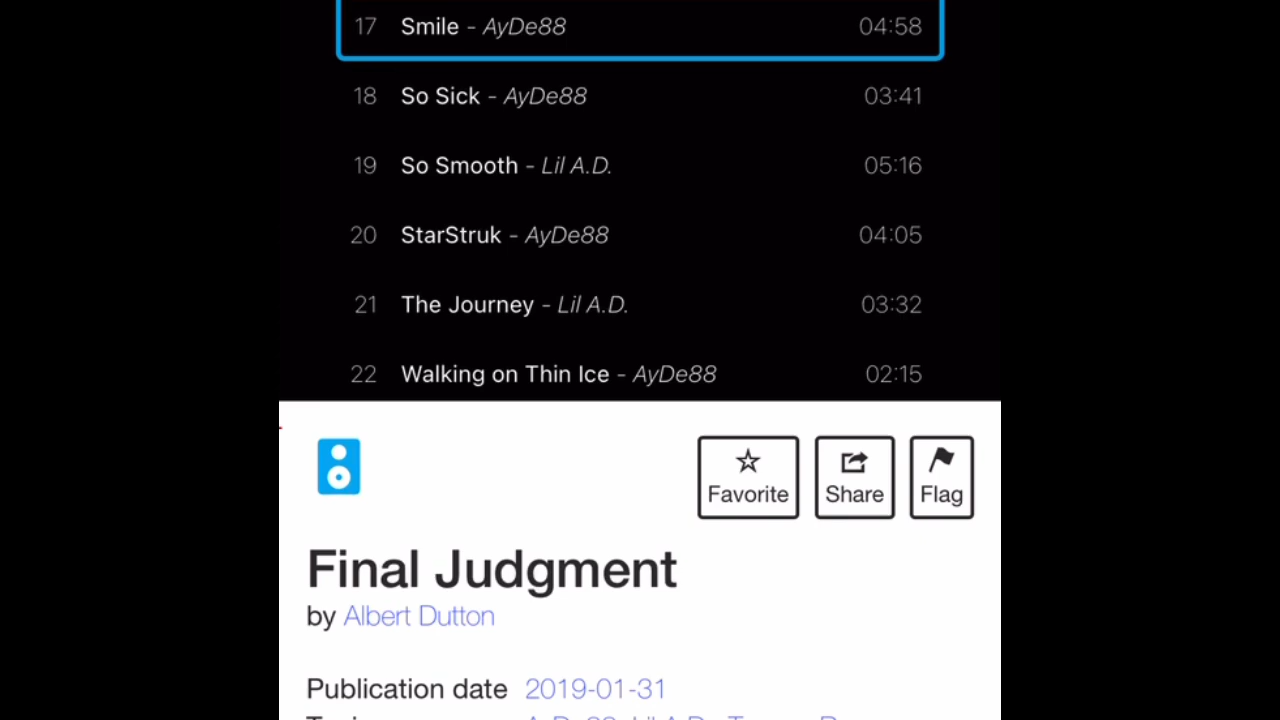 17 Smile - AyDe88 04:58
18 So Sick - AyDe88 03:41
19 So Smooth - Lil A.D. 05:16
20 StarStruk - AyDe88 04:05
21 The Journey - Lil A.D. 03:32
22 Walking on Thin Ice - AyDe88 02:15
Favorite Share Flag
Final Judgment
by Albert Dutton
Publication date 2019-01-31